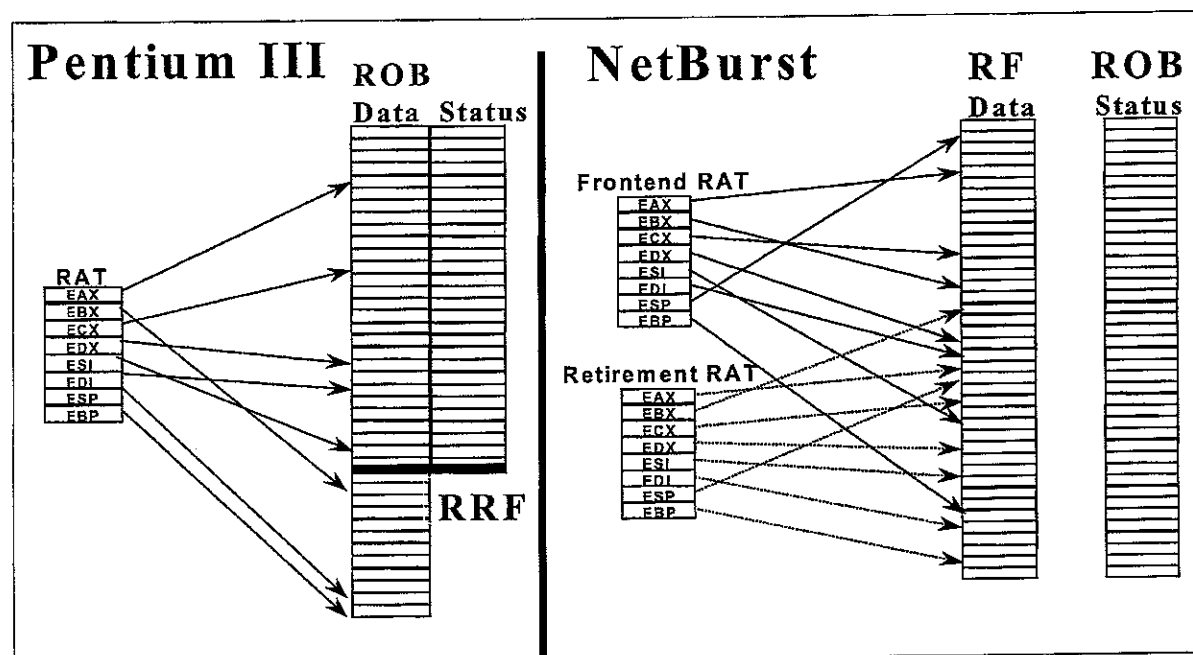 Pentium III
ROB
Data Status
RAT
EAX
EBX
ECX
EDX
ESI
EDI
ESP
EBP
RRF
NetBurst
RF
ROB
Data
Status
Frontend RAT
EAX
EBX
ECX
EDX
ESI
EDI
ESP
EBP
Retirement RAT
EAX
EBX
ECX
EDX
ESI
EDI
ESP
EBP